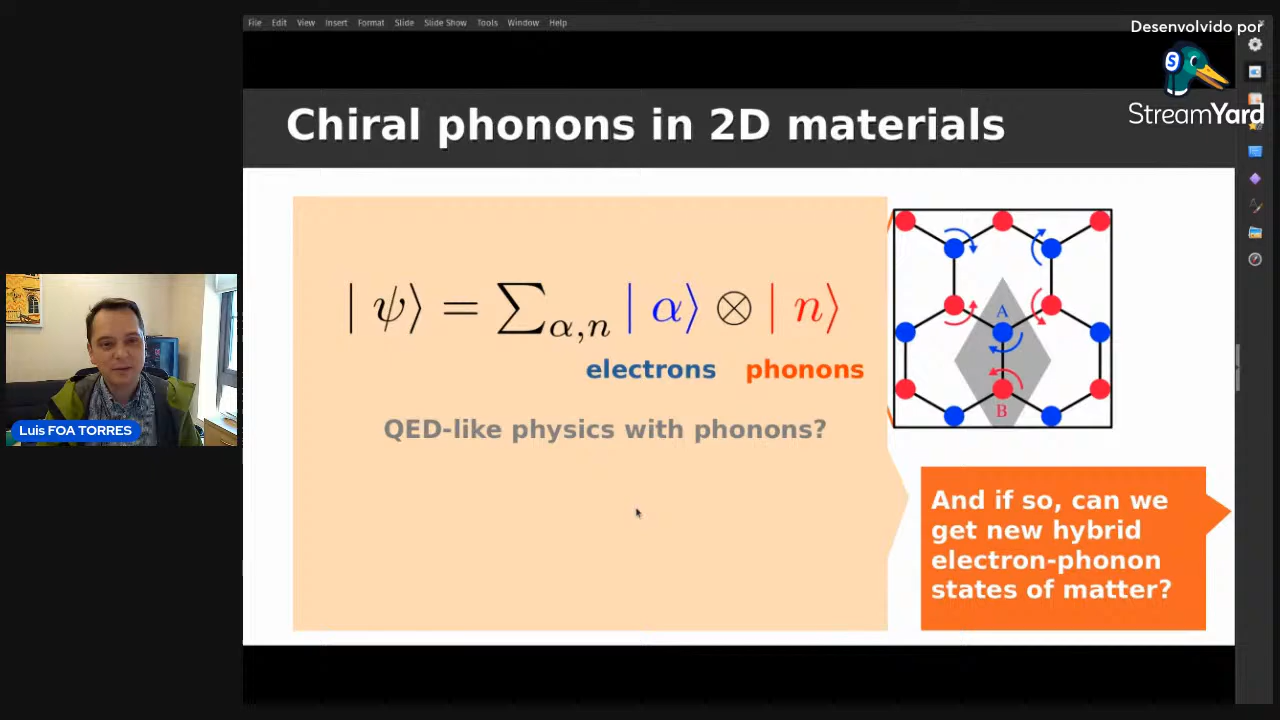 File Edit View Insert Format Slide Slide Show Tools Window Help
Desenvolvido por
StreamYard
Chiral phonons in 2D materials
| ψ⟩ = ∑α,n | α⟩ ⊗ | n⟩
electrons phonons
QED-like physics with phonons?
A
B
And if so, can we
get new hybrid
electron-phonon
states of matter?
Luis FOA TORRES